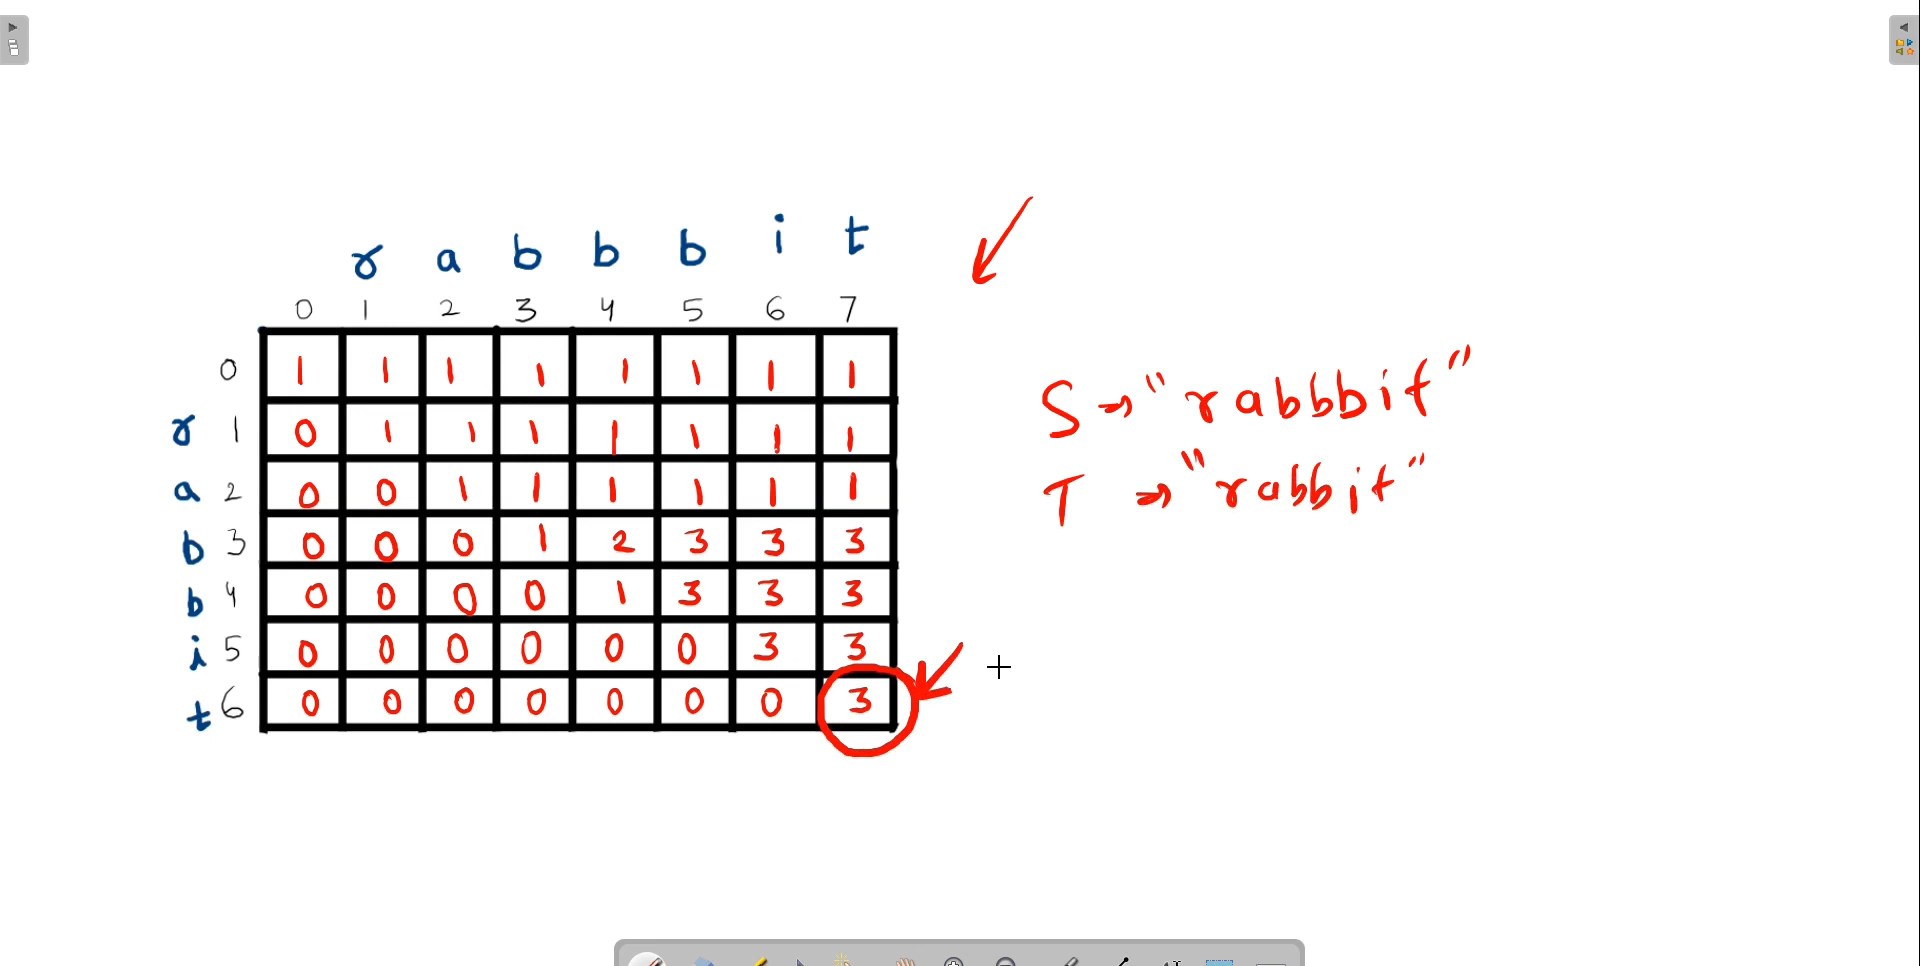 r a b b b i t
0 1 2 3 4 5 6 7
0 1 1 1 1 1 1 1 1
r 1 0 1 1 1 1 1 1 1
a 2 0 0 1 1 1 1 1 1
b 3 0 0 0 1 2 3 3 3
b 4 0 0 0 0 1 3 3 3
i 5 0 0 0 0 0 0 3 3
t 6 0 0 0 0 0 0 0 3
S → "rabbbit"
T → "rabbit"